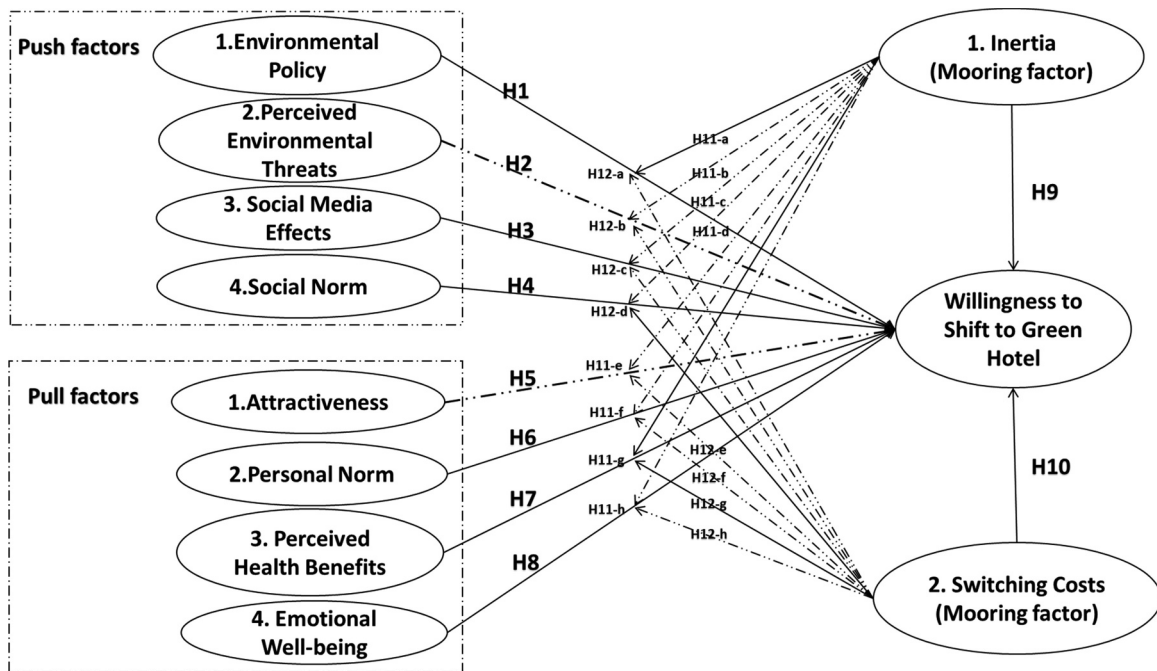 Push factors
1.Environmental
Policy
2.Perceived
Environmental
Threats
3. Social Media
Effects
4.Social Norm
Pull factors
1.Attractiveness
2.Personal Norm
3. Perceived
Health Benefits
4. Emotional
Well-being
H1
H2
H3
H4
H5
H6
H7
H8
H11-a
H12-a
H11-b
H11-c
H12-b
H11-d
H12-c
H12-d
H11-e
H11-f
H12-e
H11-g
H12-f
H12-g
H11-h
H12-h
1. Inertia
(Mooring factor)
H9
Willingness to
Shift to Green
Hotel
H10
2. Switching Costs
(Mooring factor)